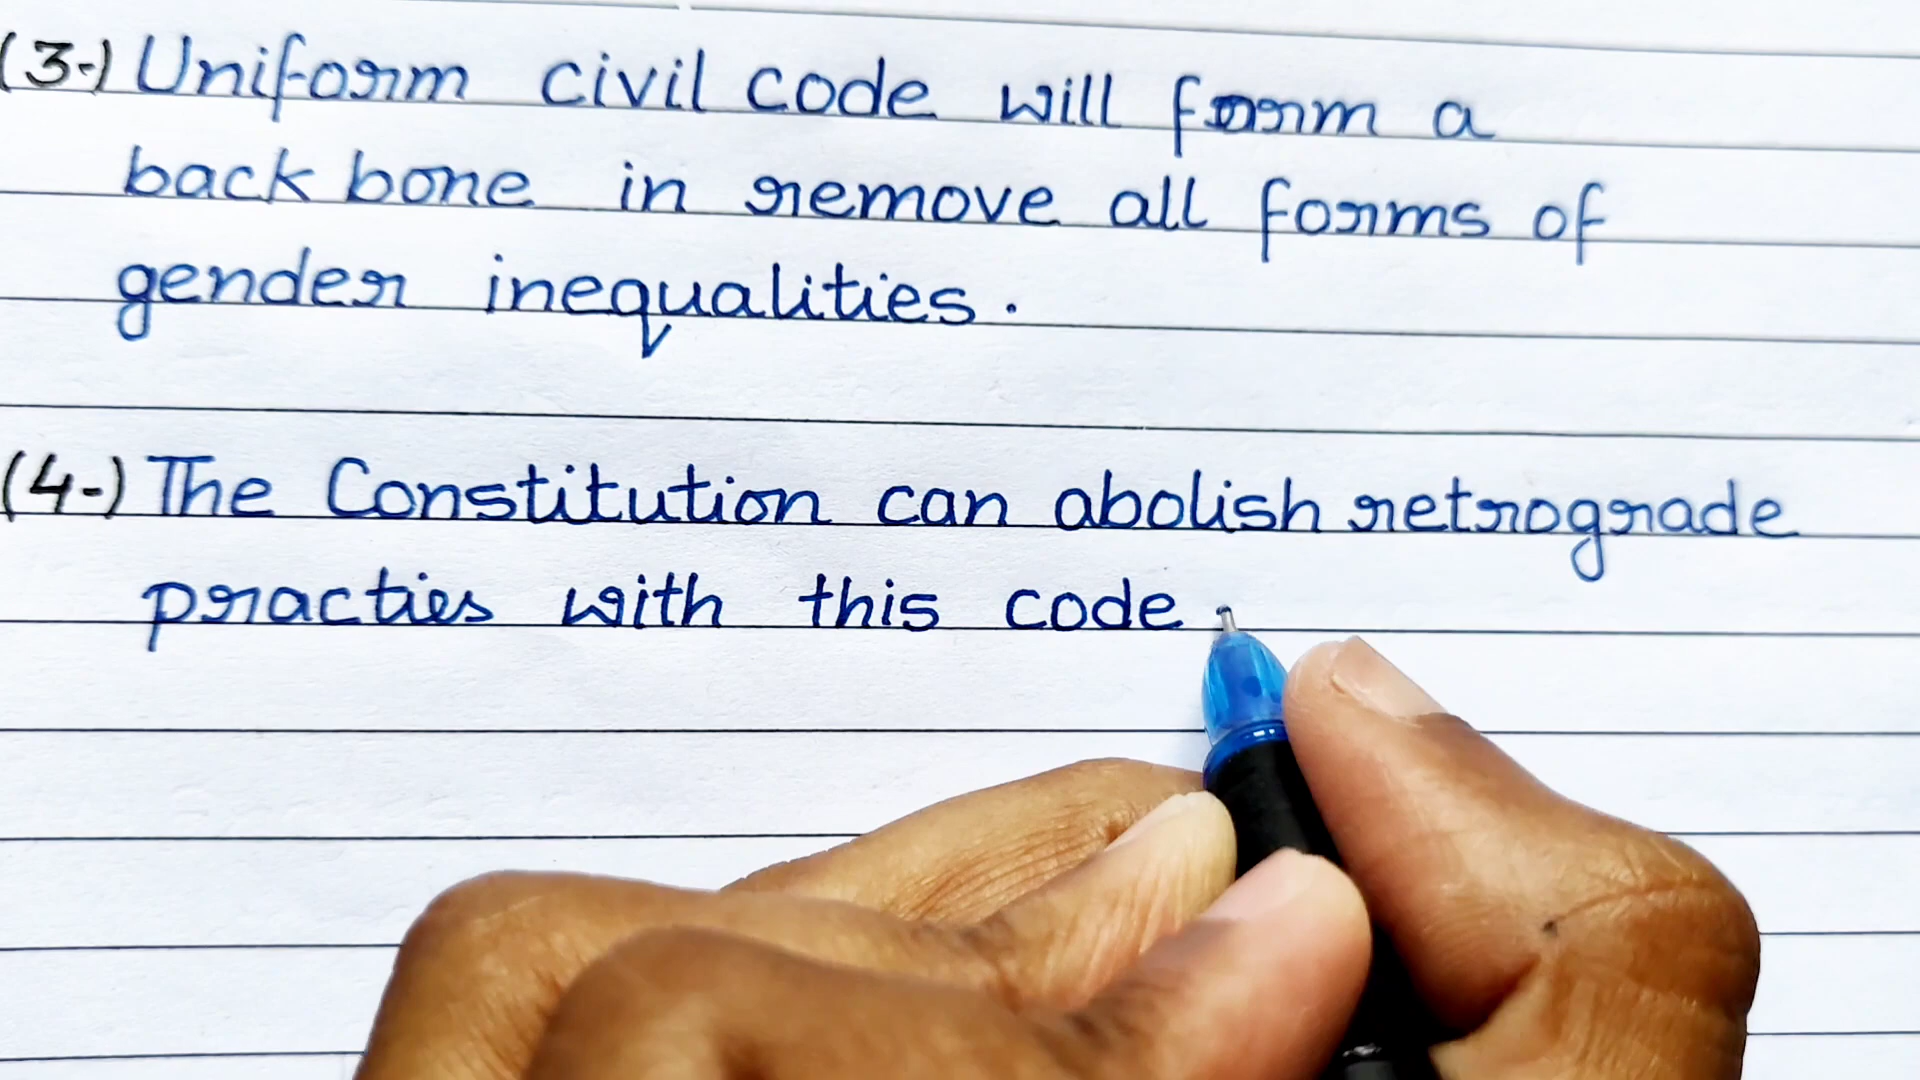 (3.) Uniform civil code will form a
back bone in remove all forms of
gender inequalities.
(4-) The Constitution can abolish retrograde
practies with this code.